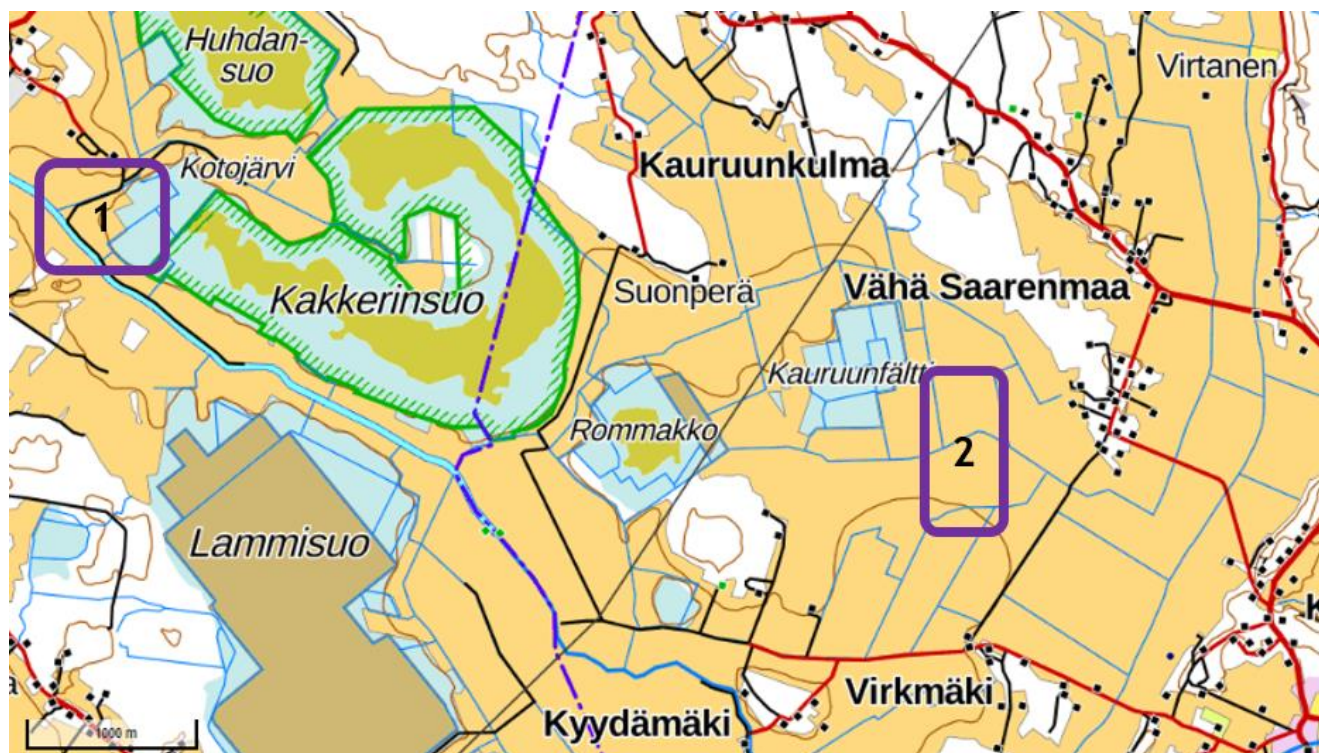 Huhdan-
suo
Virtanen
Kotojärvi
Kauruunkulma
1
Kakkerinsuo
Suonperä
Vähä Saarenmaa
Kauruunfältti
Rommakko
2
Lammisuo
Virkmäki
Kyydämäki
1000 m